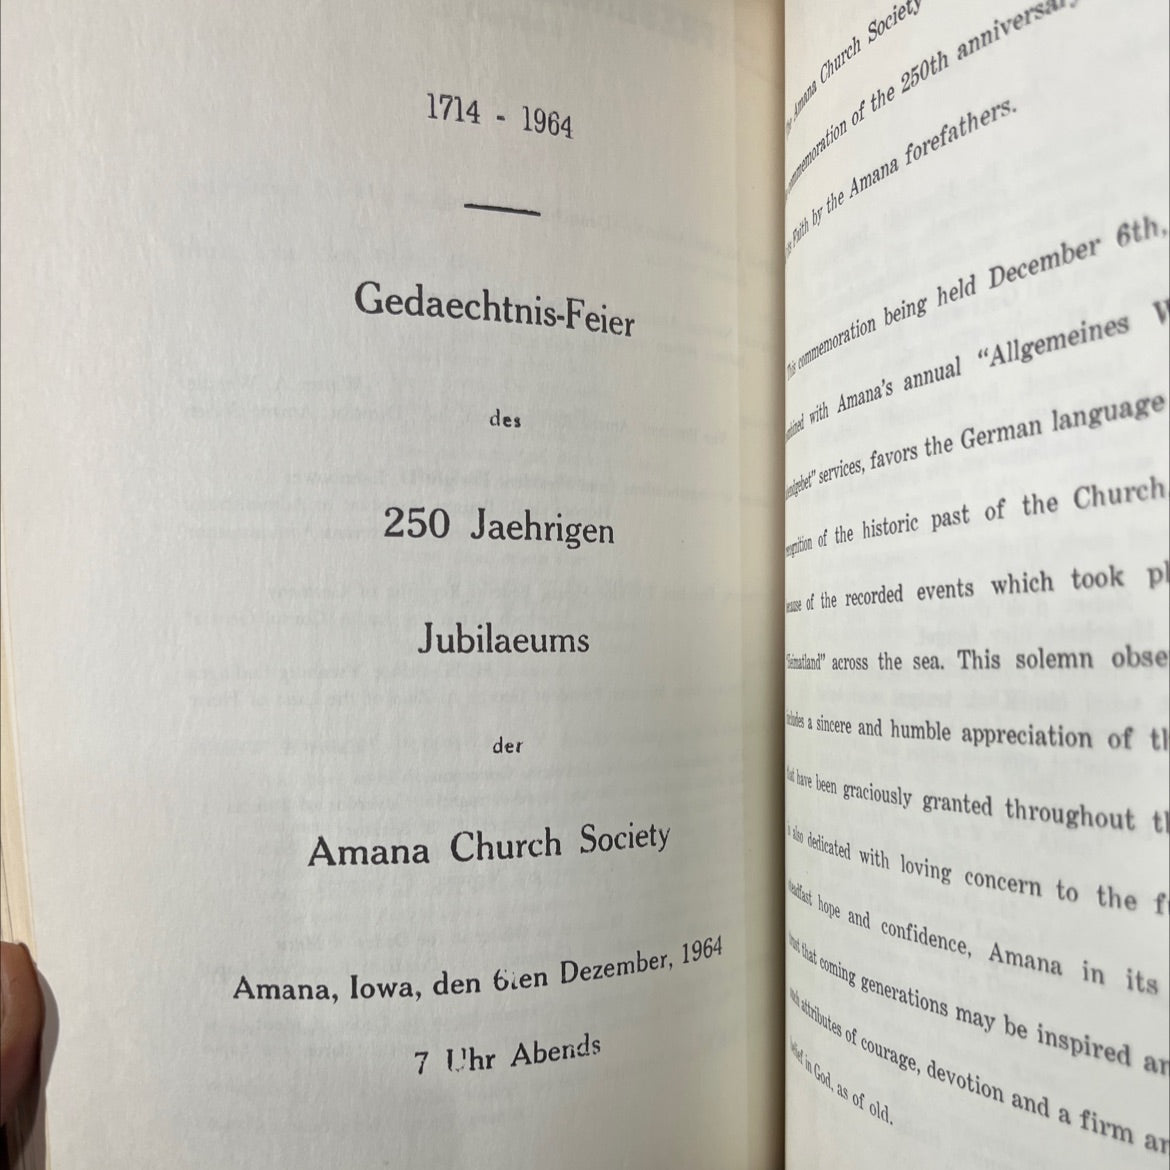 1714 - 1964
Gedaechtnis-Feier
des
250 Jaehrigen
Jubilaeums
der
Amana Church Society
Amana, Iowa, den 6ten Dezember, 1964
7 Uhr Abends
Amana Church Society
commemoration of the 250th anniversary
Faith by the Amana forefathers.
This commemoration being held December 6th,
with Amana's annual "Allgemeines
services, favors the German language
of the historic past of the Church,
of the recorded events which took
across the sea. This solemn
a sincere and humble appreciation of
that have been graciously granted throughout
is also dedicated with loving concern to the
steadfast hope and confidence, Amana in its
trust that coming generations may be inspired
attributes of courage, devotion and a firm
belief in God, as of old.